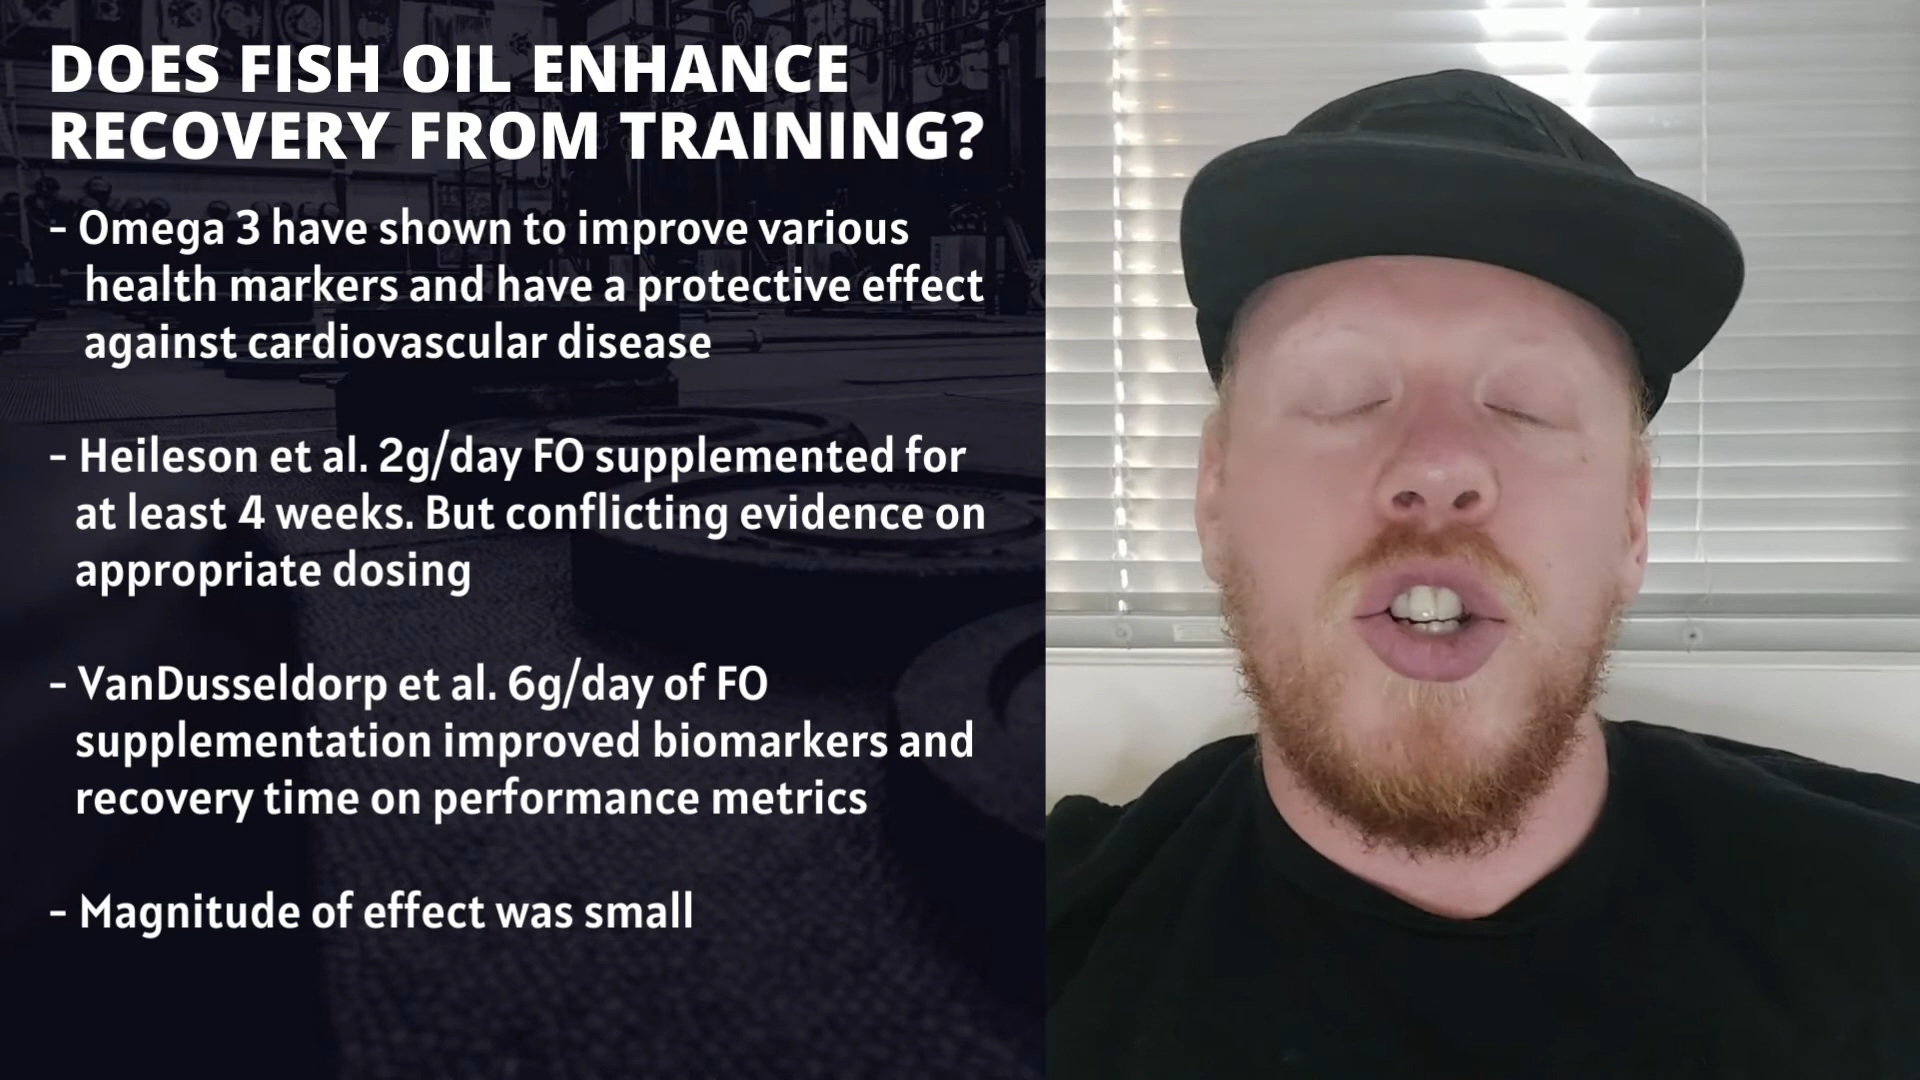 DOES FISH OIL ENHANCE
RECOVERY FROM TRAINING?
- Omega 3 have shown to improve various
health markers and have a protective effect
against cardiovascular disease
- Heileson et al. 2g/day FO supplemented for
at least 4 weeks. But conflicting evidence on
appropriate dosing
- VanDusseldorp et al. 6g/day of FO
supplementation improved biomarkers and
recovery time on performance metrics
- Magnitude of effect was small